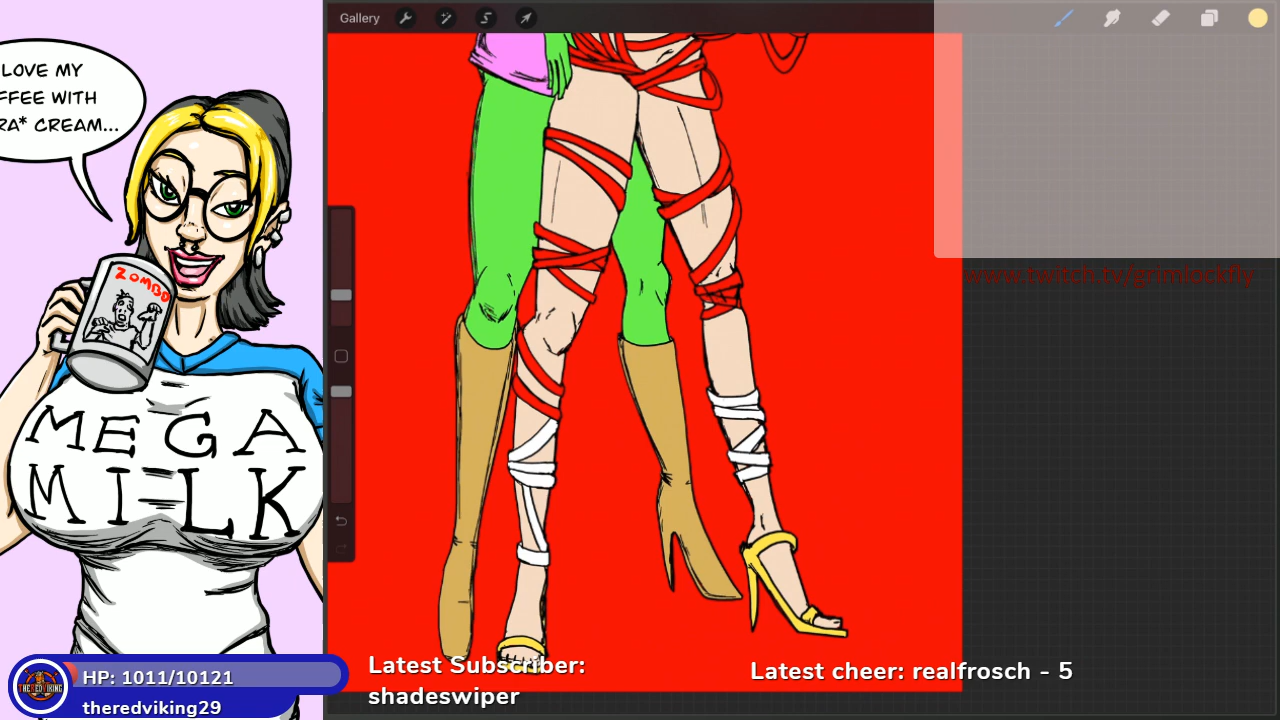 Gallery
LOVE MY
FFEE WITH
RA* CREAM...
ZOMBO
MEGA
MILK
www.twitch.tv/grimlockfly
HP: 1011/10121
theredviking29
Latest Subscriber:
shadeswiper
Latest cheer: realfrosch - 5